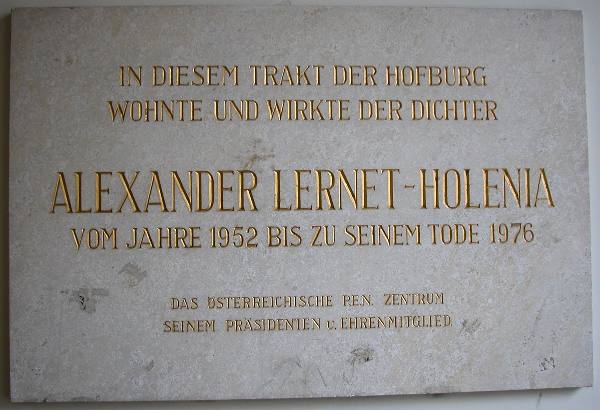 IN DIESEM TRAKT DER HOFBURG
WOHNTE UND WIRKTE DER DICHTER
ALEXANDER LERNET-HOLENIA
VOM JAHRE 1952 BIS ZU SEINEM TODE 1976
DAS ÖSTERREICHISCHE P.E.N. ZENTRUM
SEINEM PRÄSIDENTEN U. EHRENMITGLIED